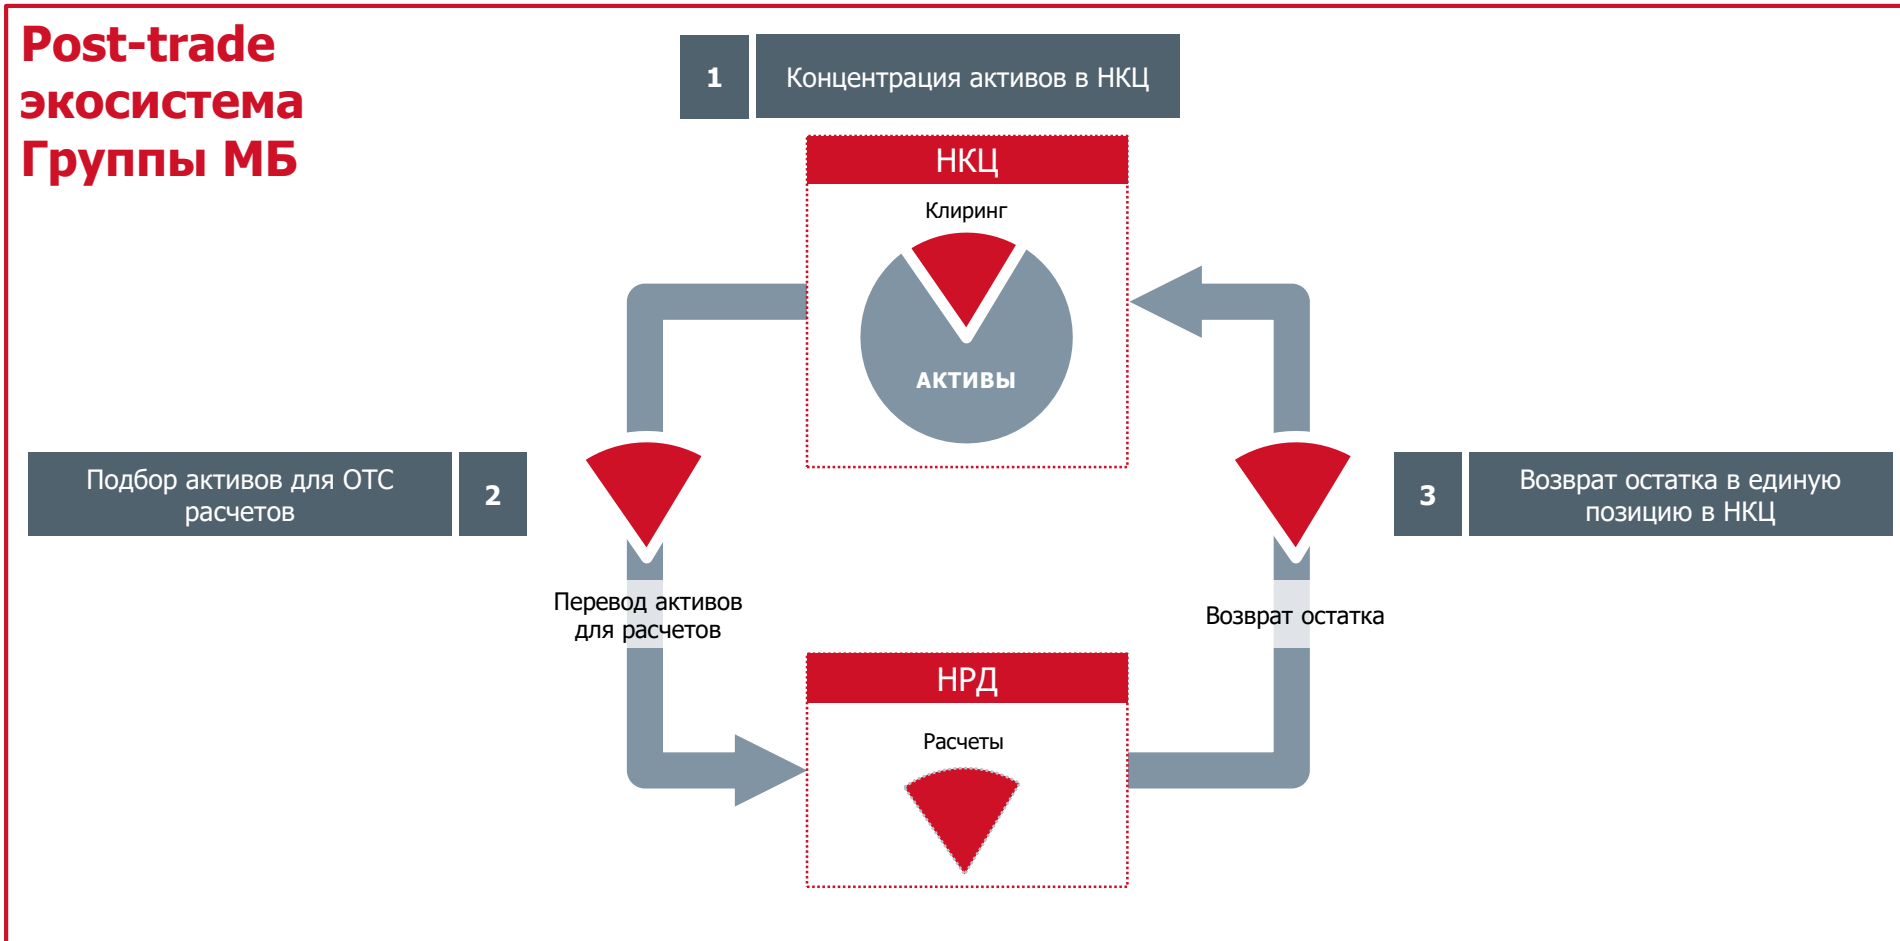 Post-trade
экосистема
Группы МБ
1
Концентрация активов в НКЦ
НКЦ
Клиринг
АКТИВЫ
Подбор активов для ОТС
расчетов
2
3
Возврат остатка в единую
позицию в НКЦ
Перевод активов
для расчетов
Возврат остатка
НРД
Расчеты